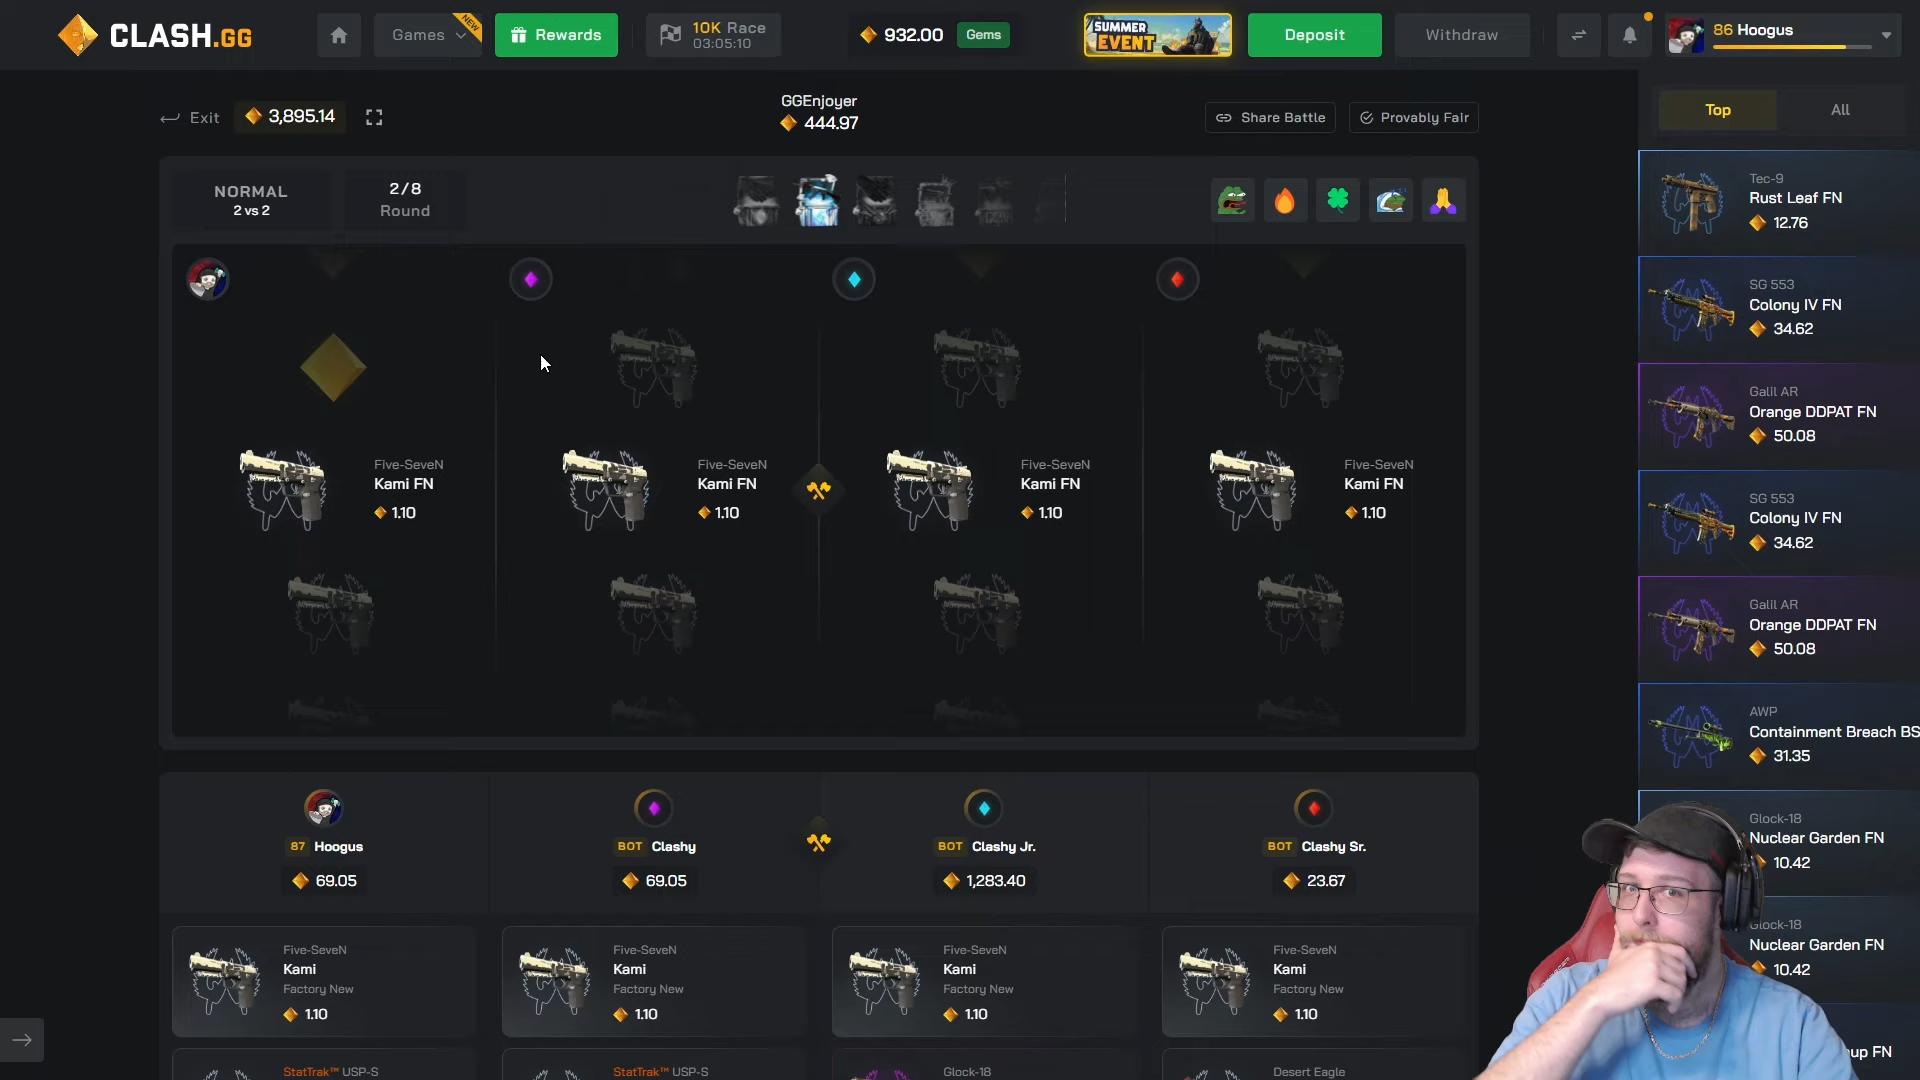 CLASH.GG
Games
NEW
Rewards
10K Race
03:05:10
932.00
Gems
SUMMER
EVENT
Deposit
Withdraw
86 Hoogus
Exit
3,895.14
GGEnjoyer
444.97
Share Battle
Provably Fair
Top
All
NORMAL
2 vs 2
2/8
Round
Five-SeveN
Kami FN
1.10
Five-SeveN
Kami FN
1.10
Five-SeveN
Kami FN
1.10
Five-SeveN
Kami FN
1.10
87 Hoogus
69.05
BOT Clashy
69.05
BOT Clashy Jr.
1,283.40
BOT Clashy Sr.
23.67
Five-SeveN
Kami
Factory New
1.10
Five-SeveN
Kami
Factory New
1.10
Five-SeveN
Kami
Factory New
1.10
Five-SeveN
Kami
Factory New
1.10
StatTrak™ USP-S
StatTrak™ USP-S
Glock-18
Desert Eagle
Tec-9
Rust Leaf FN
12.76
SG 553
Colony IV FN
34.62
Galil AR
Orange DDPAT FN
50.08
SG 553
Colony IV FN
34.62
Galil AR
Orange DDPAT FN
50.08
AWP
Containment Breach BS
31.35
Glock-18
Nuclear Garden FN
10.42
Glock-18
Nuclear Garden FN
10.42
FN